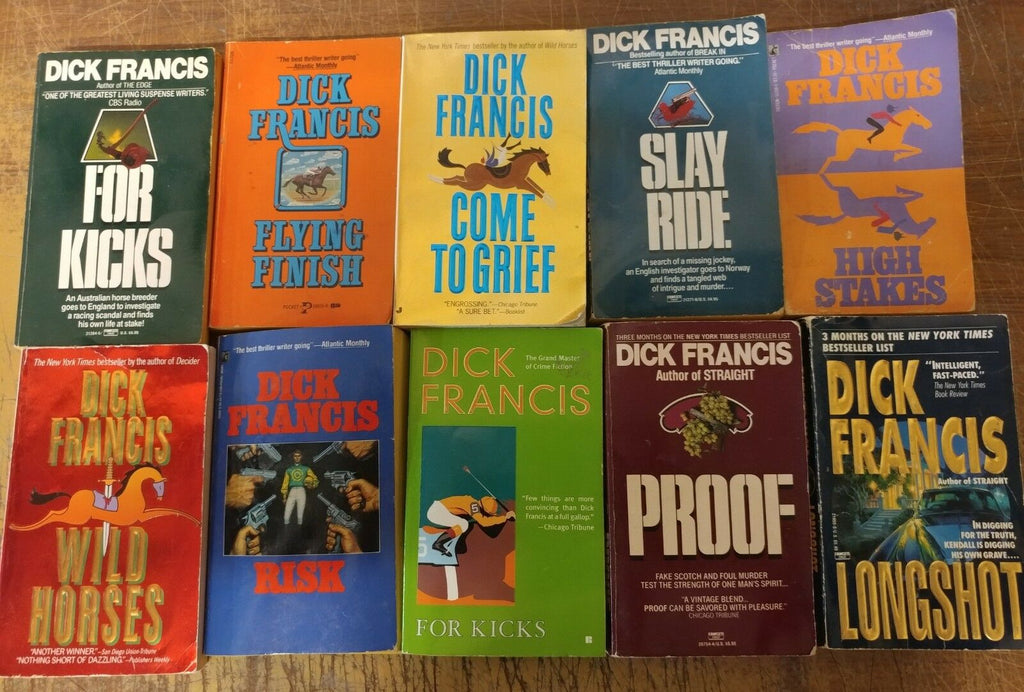 DICK FRANCIS
Author of THE EDGE
"ONE OF THE GREATEST LIVING SUSPENSE WRITERS."
CBS Radio
FOR
KICKS
An Australian horse breeder
goes to England to investigate
a racing scandal and finds
his own life at stake!
"The best thriller writer going"
—Atlantic Monthly
DICK
FRANCIS
FLYING
FINISH
POCKET
The New York Times bestseller by the author of Wild Horses
DICK
FRANCIS
COME
TO GRIEF
"ENGROSSING."—Chicago Tribune
"A SURE BET."—Booklist
DICK FRANCIS
Bestselling author of BREAK IN
"THE BEST THRILLER WRITER GOING."
Atlantic Monthly
SLAY
RIDE
In search of a missing jockey,
an English investigator goes to Norway
and finds a tangled web
of intrigue and murder....
"The best thriller writer going"—Atlantic Monthly
DICK
FRANCIS
HIGH
STAKES
The New York Times bestseller by the author of Decider
DICK
FRANCIS
WILD
HORSES
"ANOTHER WINNER."—San Diego Union-Tribune
"NOTHING SHORT OF DAZZLING."—Publishers Weekly
"The best thriller writer going"—Atlantic Monthly
DICK
FRANCIS
RISK
DICK
FRANCIS
The Grand Master
of Crime Fiction
5
5
"Few things are more
convincing than Dick
Francis at a full gallop."
—Chicago Tribune
FOR KICKS
B
THREE MONTHS ON THE NEW YORK TIMES BESTSELLER LIST
DICK FRANCIS
Author of STRAIGHT
PROOF
FAKE SCOTCH AND FOUL MURDER
TEST THE STRENGTH OF ONE MAN'S SPIRIT...
"A VINTAGE BLEND...
PROOF CAN BE SAVORED WITH PLEASURE."
CHICAGO TRIBUNE
3 MONTHS ON THE NEW YORK TIMES
BESTSELLER LIST
DICK
FRANCIS
"INTELLIGENT,
FAST-PACED."
The New York Times
Book Review
Author of STRAIGHT
IN DIGGING
FOR THE TRUTH,
KENDALL IS DIGGING
HIS OWN GRAVE....
LONGSHOT